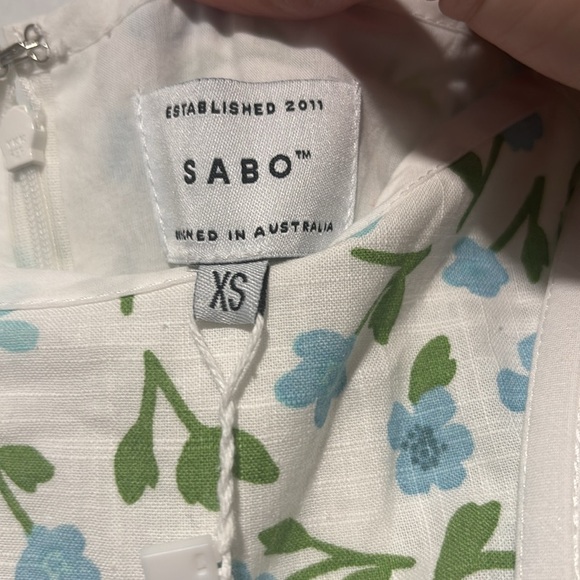 ESTABLISHED 2011
SABO™
IN AUSTRALIA
XS